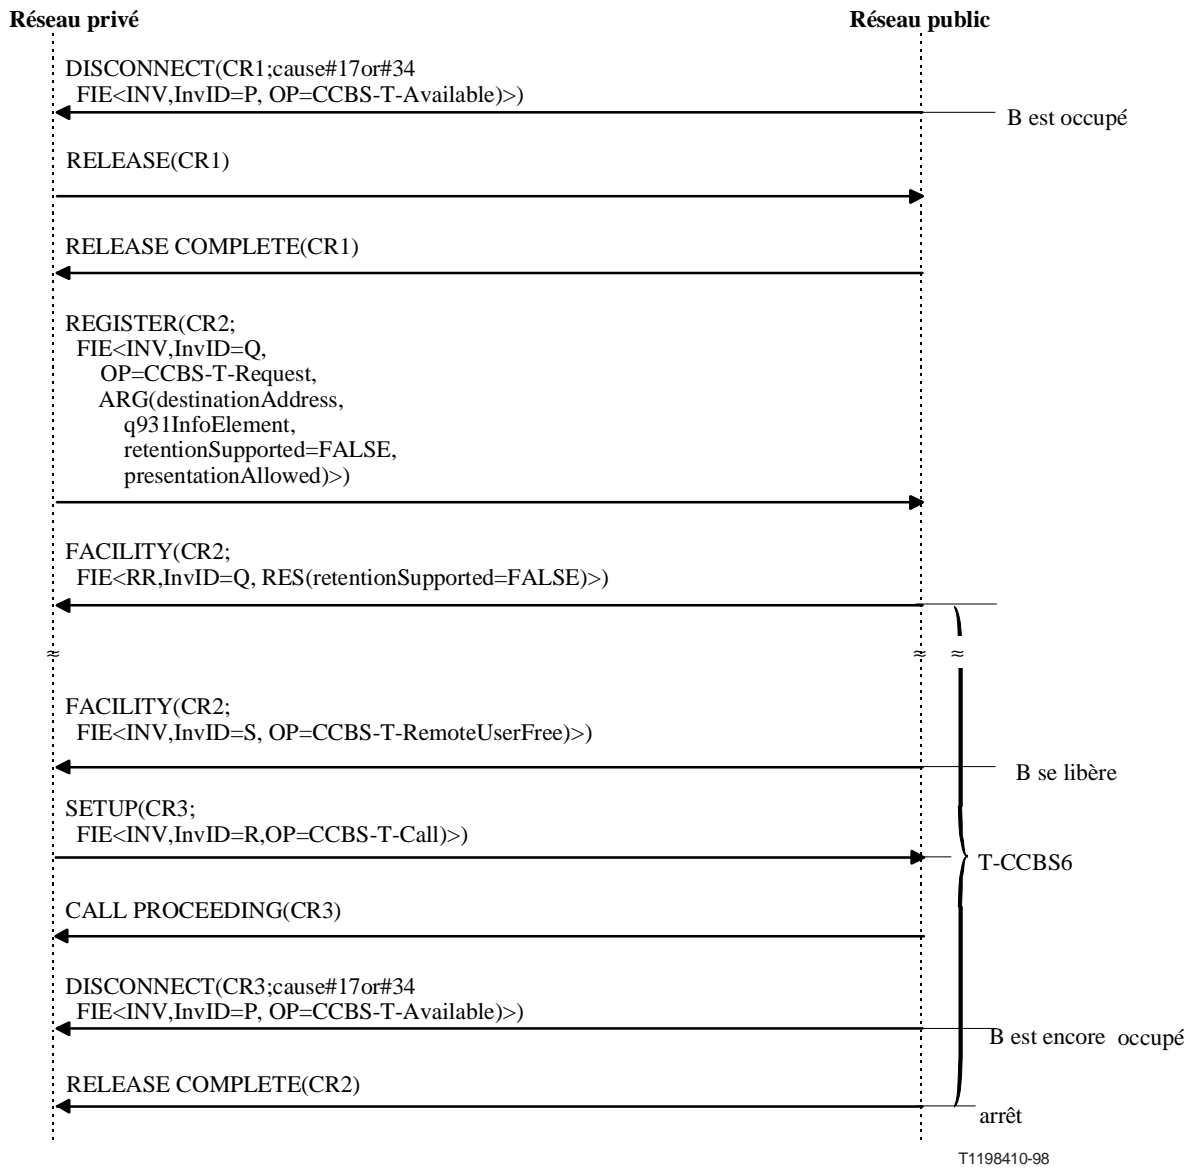 Réseau privé
Réseau public
DISCONNECT(CR1;cause#17or#34
FIE<INV,InvID=P, OP=CCBS-T-Available)>)
B est occupé
RELEASE(CR1)
RELEASE COMPLETE(CR1)
REGISTER(CR2;
FIE<INV,InvID=Q,
OP=CCBS-T-Request,
ARG(destinationAddress,
q931InfoElement,
retentionSupported=FALSE,
presentationAllowed)>)
FACILITY(CR2;
FIE<RR,InvID=Q, RES(retentionSupported=FALSE)>)
≈ ≈ ≈
FACILITY(CR2;
FIE<INV,InvID=S, OP=CCBS-T-RemoteUserFree)>)
B se libère
SETUP(CR3;
FIE<INV,InvID=R,OP=CCBS-T-Call)>)
T-CCBS6
CALL PROCEEDING(CR3)
DISCONNECT(CR3;cause#17or#34
FIE<INV,InvID=P, OP=CCBS-T-Available)>)
B est encore occupé
RELEASE COMPLETE(CR2)
arrêt
T1198410-98